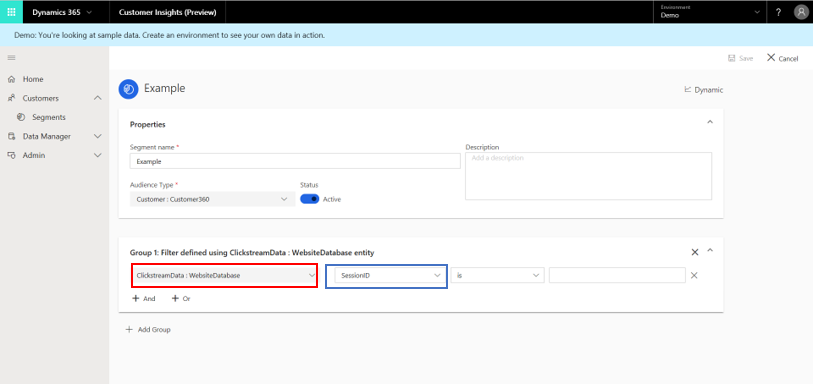 Dynamics 365 Customer Insights (Preview) Environment
Demo ?
Demo: You're looking at sample data. Create an environment to see your own data in action.
Save Cancel
Home
Customers
Segments
Data Manager
Admin
Example
Dynamic
Properties
Segment name *
Example
Description
Add a description
Audience Type *
Customer : Customer360
Status
Active
Group 1: Filter defined using ClickstreamData : WebsiteDatabase entity
ClickstreamData : WebsiteDatabase SessionID is
And Or
Add Group